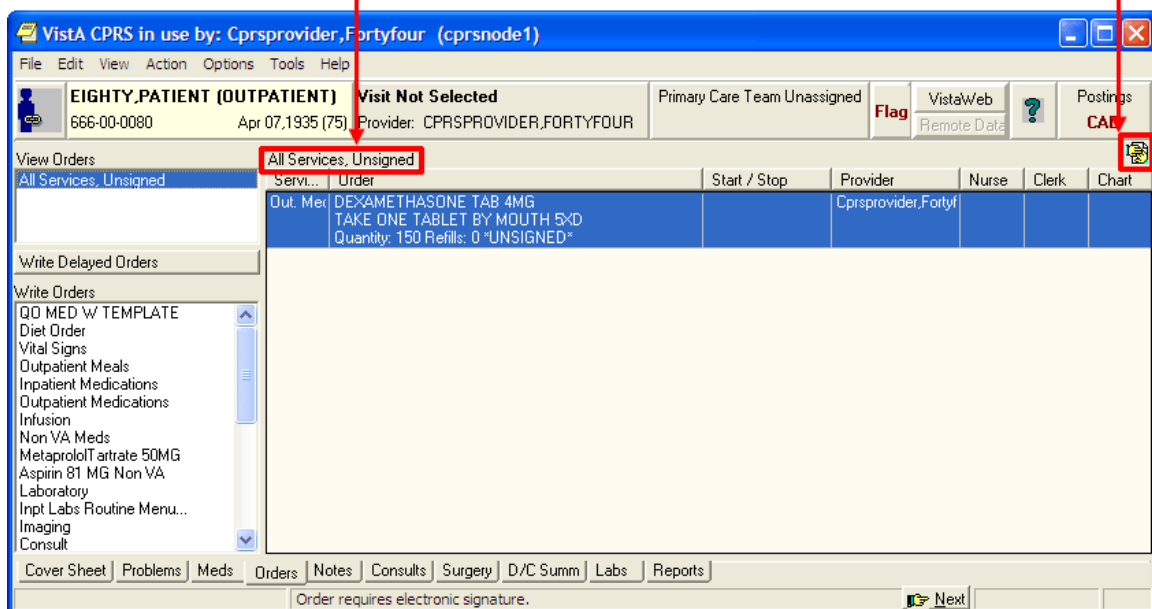 VistA CPRS in use by: Cprsprovider,Fortyfour (cprsnode1)
File Edit View Action Options Tools Help
EIGHTY,PATIENT (OUTPATIENT) Visit Not Selected Primary Care Team Unassigned Flag VistaWeb ? Postings
666-00-0080 Apr 07,1935 (75) Provider: CPRSPROVIDER,FORTYFOUR Remote Data CAD
View Orders All Services, Unsigned
All Services, Unsigned Servi... Order Start / Stop Provider Nurse Clerk Chart
Out. Med DEXAMETHASONE TAB 4MG Cprsprovider,Fortyf
TAKE ONE TABLET BY MOUTH 5XD
Quantity: 150 Refills: 0 *UNSIGNED*
Write Delayed Orders
Write Orders
QO MED W TEMPLATE
Diet Order
Vital Signs
Outpatient Meals
Inpatient Medications
Outpatient Medications
Infusion
Non VA Meds
MetaprololTartrate 50MG
Aspirin 81 MG Non VA
Laboratory
Inpt Labs Routine Menu...
Imaging
Consult
Cover Sheet Problems Meds Orders Notes Consults Surgery D/C Summ Labs Reports
Order requires electronic signature. Next